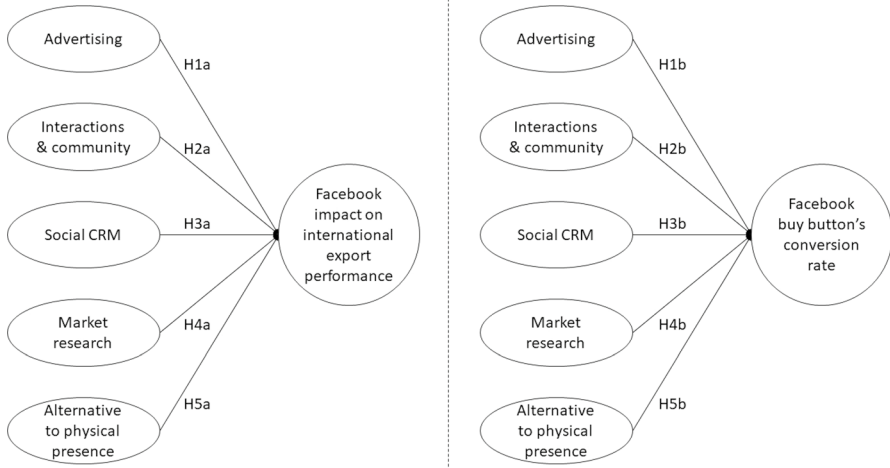 Advertising
H1a
Interactions
& community
H2a
Social CRM
H3a
Facebook
impact on
international
export
performance
Market
research
H4a
Alternative
to physical
presence
H5a
Advertising
H1b
Interactions
& community
H2b
Social CRM
H3b
Facebook
buy button's
conversion
rate
Market
research
H4b
Alternative
to physical
presence
H5b